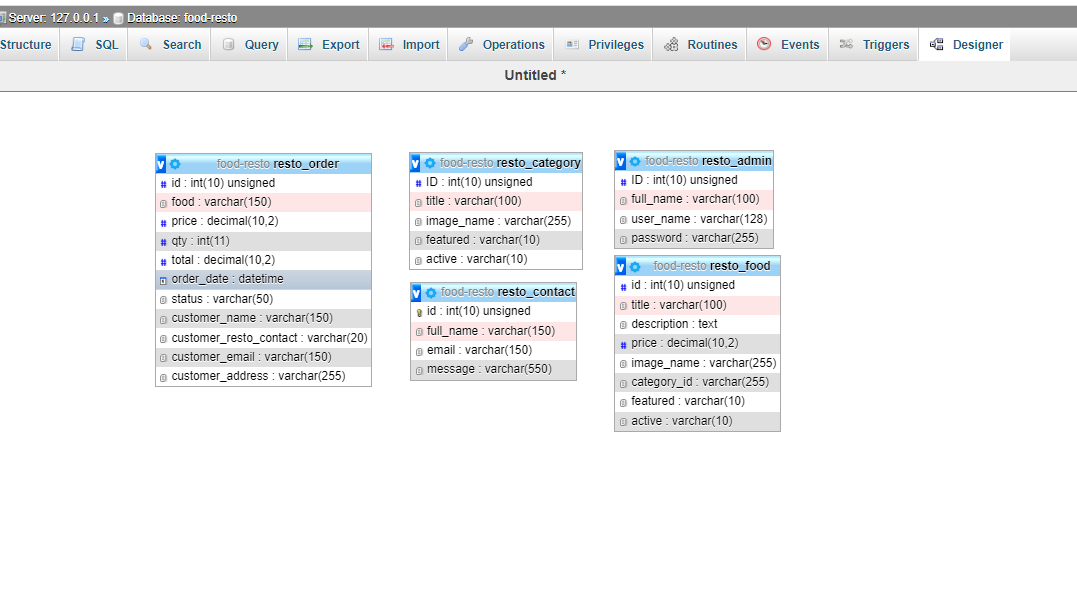 Server: 127.0.0.1 » Database: food-resto
Structure SQL Search Query Export Import Operations Privileges Routines Events Triggers Designer
Untitled *
v food-resto resto_order
id : int(10) unsigned
food : varchar(150)
price : decimal(10,2)
qty : int(11)
total : decimal(10,2)
order_date : datetime
status : varchar(50)
customer_name : varchar(150)
customer_resto_contact : varchar(20)
customer_email : varchar(150)
customer_address : varchar(255)
v food-resto resto_category
ID : int(10) unsigned
title : varchar(100)
image_name : varchar(255)
featured : varchar(10)
active : varchar(10)
v food-resto resto_contact
id : int(10) unsigned
full_name : varchar(150)
email : varchar(150)
message : varchar(550)
v food-resto resto_admin
ID : int(10) unsigned
full_name : varchar(100)
user_name : varchar(128)
password : varchar(255)
v food-resto resto_food
id : int(10) unsigned
title : varchar(100)
description : text
price : decimal(10,2)
image_name : varchar(255)
category_id : varchar(255)
featured : varchar(10)
active : varchar(10)